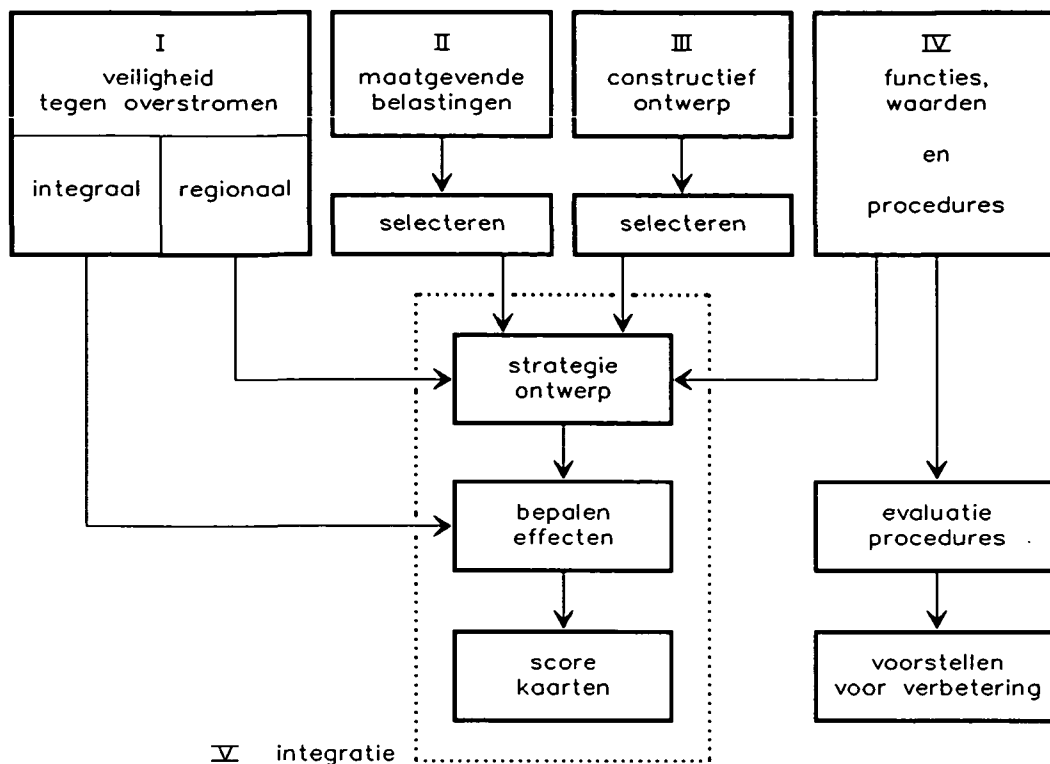 I
veiligheid
tegen overstromen
integraal
regionaal
II
maatgevende
belastingen
selecteren
III
constructief
ontwerp
selecteren
IV
functies,
waarden
en
procedures
strategie
ontwerp
bepalen
effecten
score
kaarten
evaluatie
procedures
voorstellen
voor verbetering
V integratie